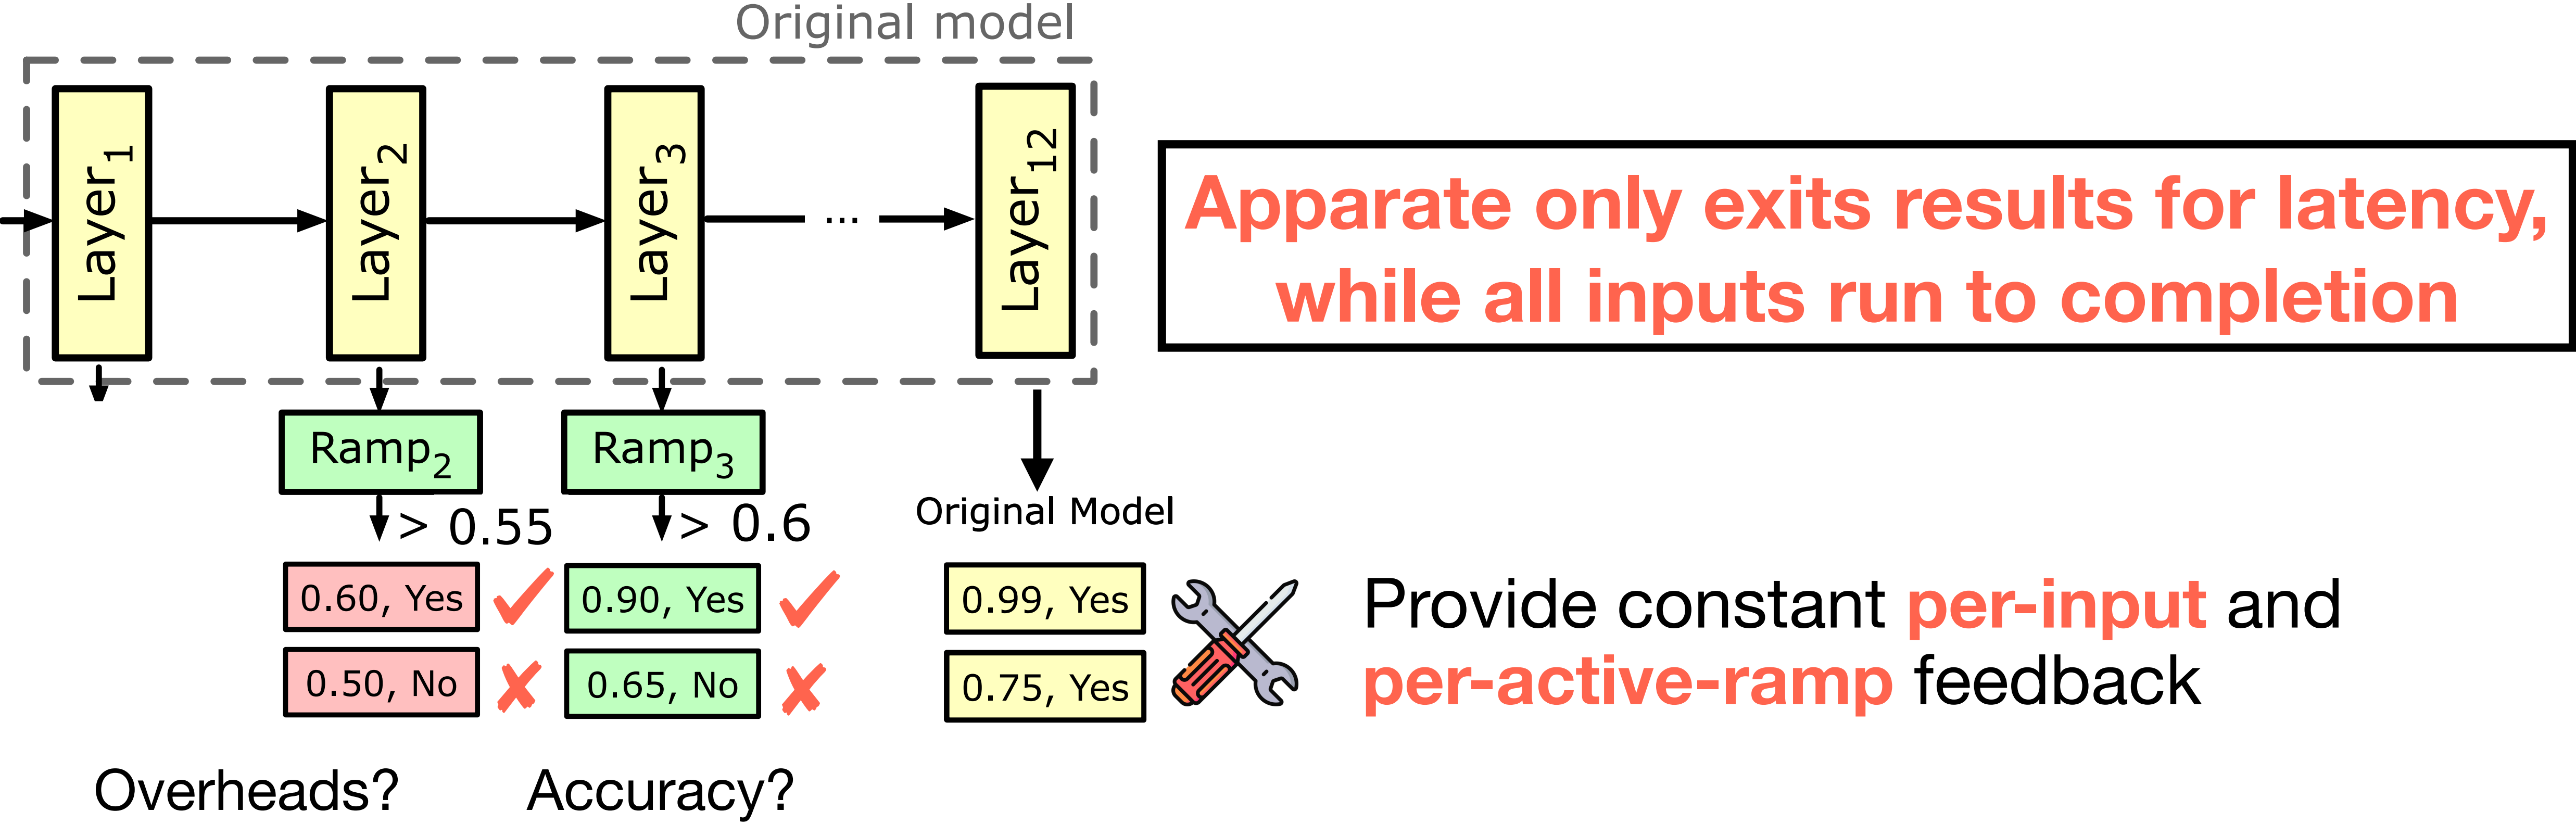 Original model
Layer1
Layer2
Layer3
...
Layer12
Apparate only exits results for latency,
while all inputs run to completion
Ramp2
Ramp3
> 0.55
> 0.6
Original Model
0.60, Yes
0.90, Yes
0.99, Yes
0.50, No
0.65, No
0.75, Yes
Provide constant per-input and
per-active-ramp feedback
Overheads?
Accuracy?